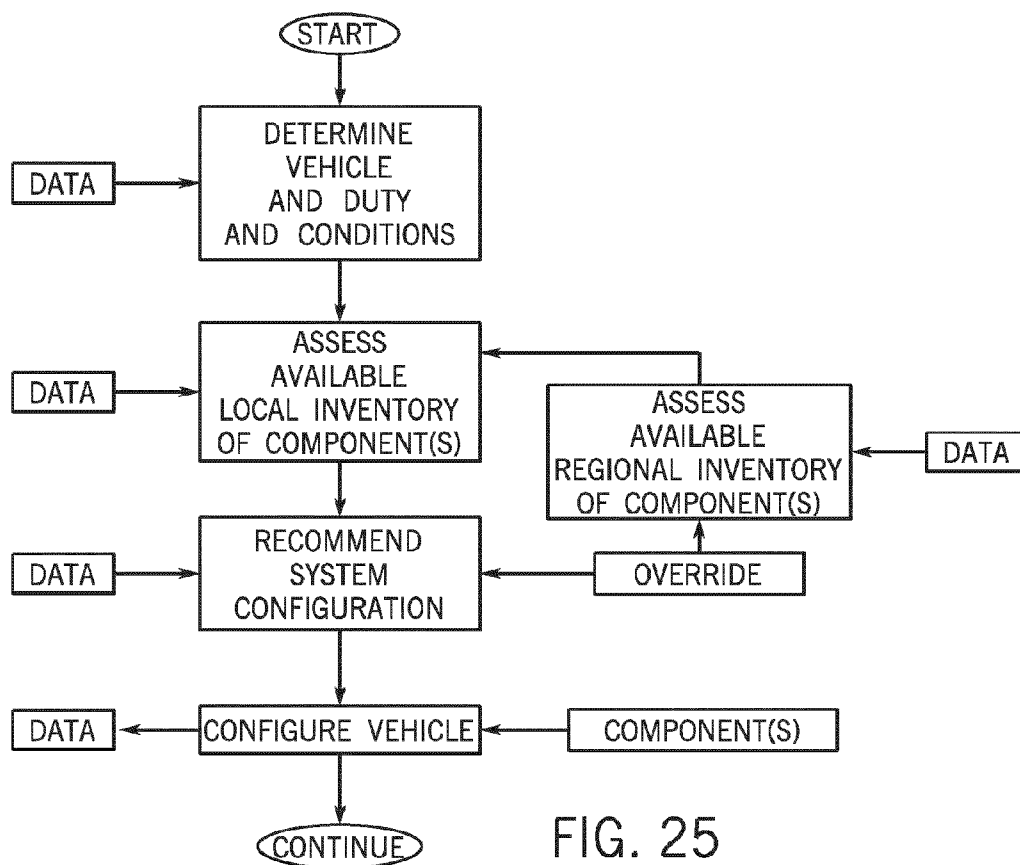 START
DETERMINE
VEHICLE
AND DUTY
AND CONDITIONS
DATA
ASSESS
AVAILABLE
LOCAL INVENTORY
OF COMPONENT(S)
DATA
ASSESS
AVAILABLE
REGIONAL INVENTORY
OF COMPONENT(S)
DATA
RECOMMEND
SYSTEM
CONFIGURATION
DATA
OVERRIDE
DATA
CONFIGURE VEHICLE
COMPONENT(S)
CONTINUE
FIG. 25